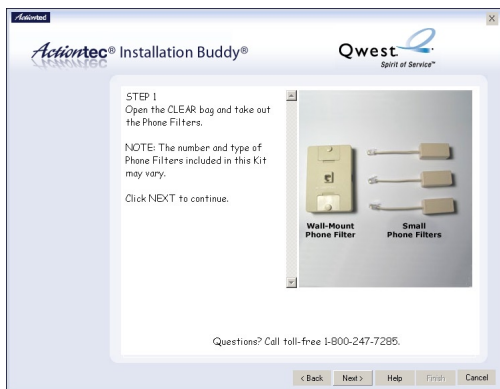 Actiontec
Actiontec® Installation Buddy®
Qwest
Spirit of Service™
STEP 1
Open the CLEAR bag and take out
the Phone Filters.
NOTE: The number and type of
Phone Filters included in this Kit
may vary.
Click NEXT to continue.
Wall-Mount
Phone Filter
Small
Phone Filters
Questions? Call toll-free 1-800-247-7285.
< Back
Next >
Help
Finish
Cancel